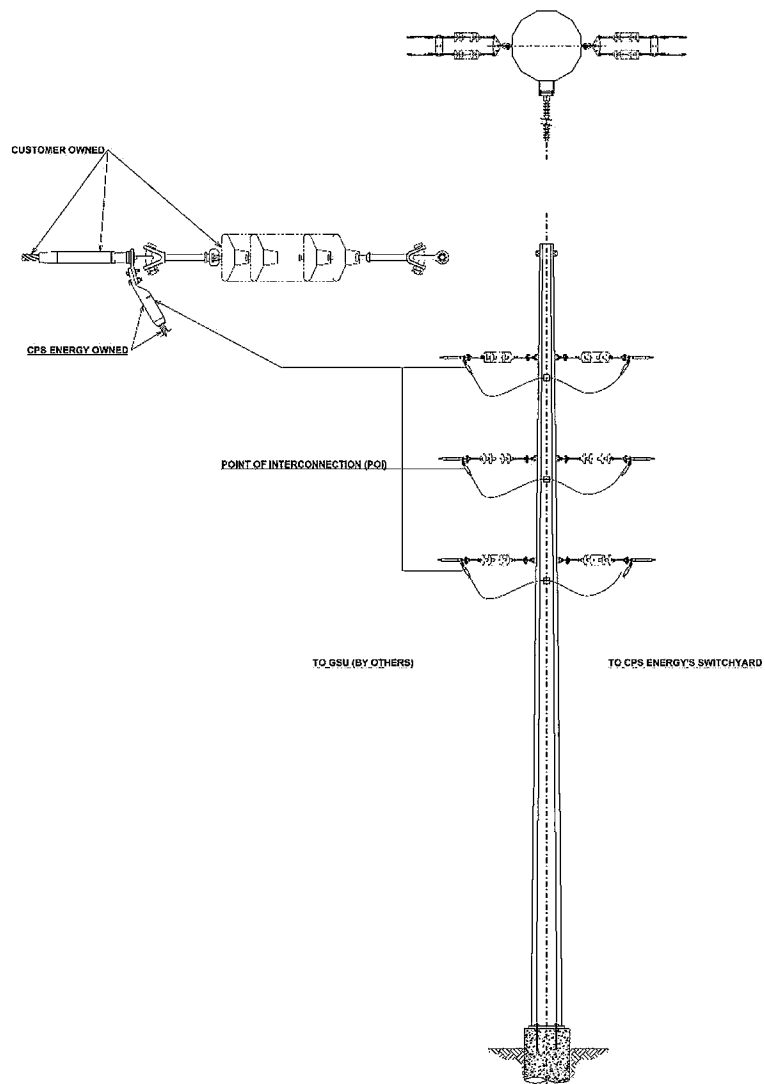 CUSTOMER OWNED
CPS ENERGY OWNED
POINT OF INTERCONNECTION (POI)
TO GSU (BY OTHERS)
TO CPS ENERGY'S SWITCHYARD